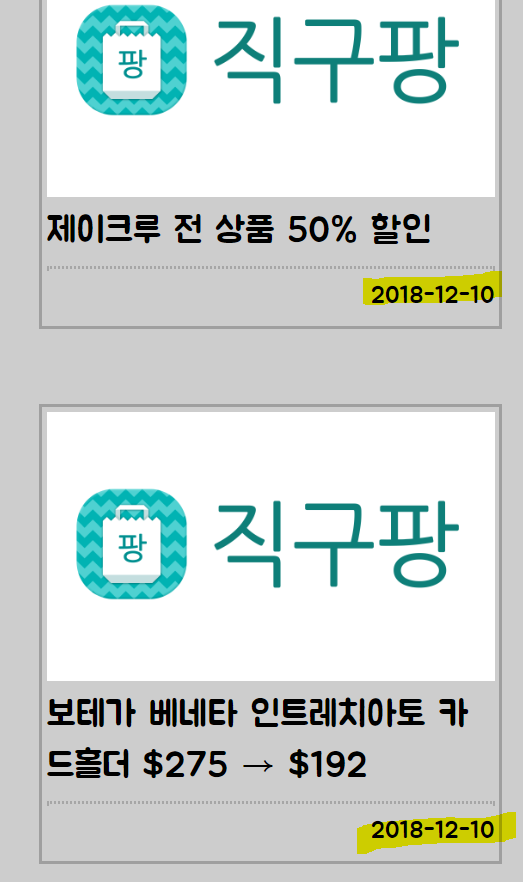 팡 직구팡
제이크루 전 상품 50% 할인
2018-12-10
팡 직구팡
보테가 베네타 인트레치아토 카
드홀더 $275 → $192
2018-12-10